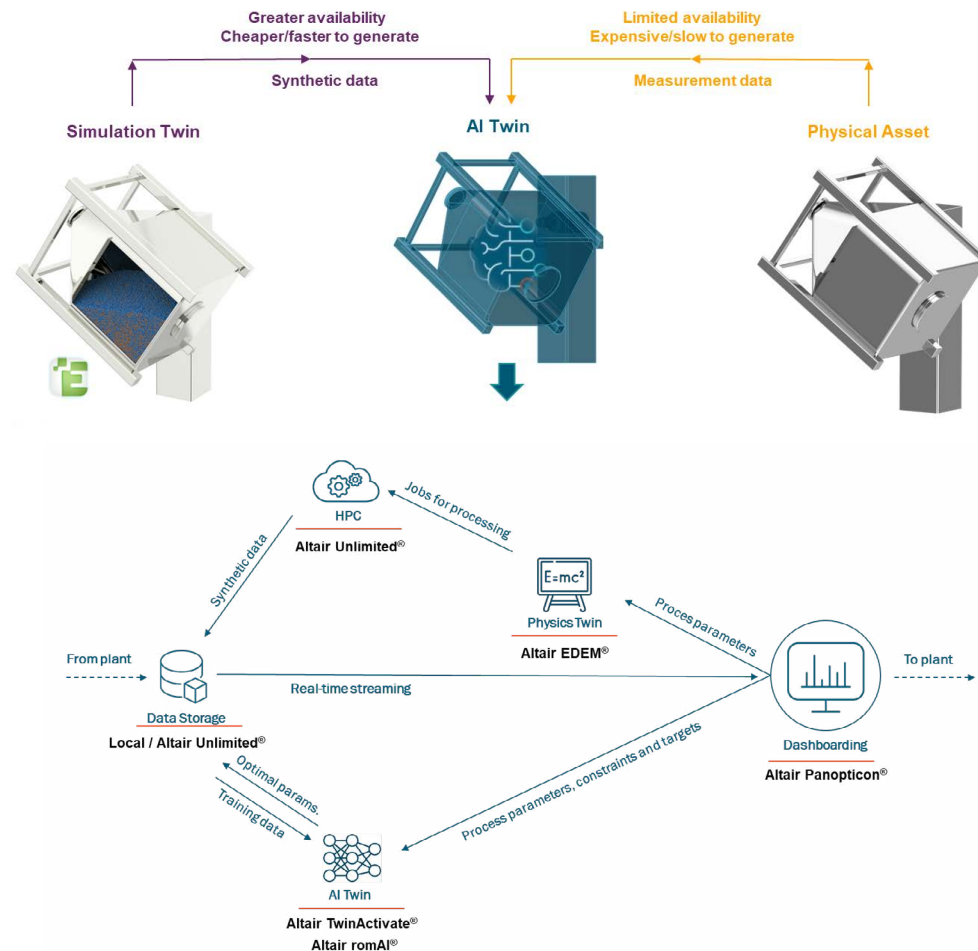 Greater availability
Cheaper/faster to generate
Synthetic data
Limited availability
Expensive/slow to generate
Measurement data
Simulation Twin
AI Twin
Physical Asset
E
HPC
Altair Unlimited®
Jobs for processing
Synthetic data
E=mc²
Physics Twin
Altair EDEM®
Proces parameters
From plant
Data Storage
Local / Altair Unlimited®
Real-time streaming
To plant
Dashboarding
Altair Panopticon®
Optimal params.
Training data
Process parameters, constraints and targets
AI Twin
Altair TwinActivate®
Altair romAI®